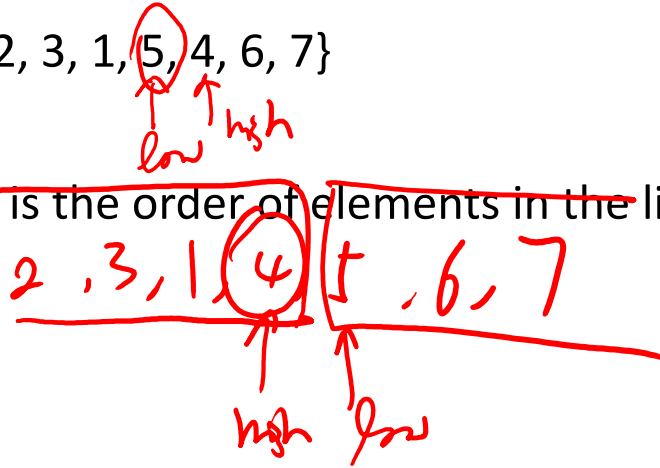 2, 3, 1, 5, 4, 6, 7}
low high
is the order of elements in the li
2, 3, 1, 4 5, 6, 7
high low